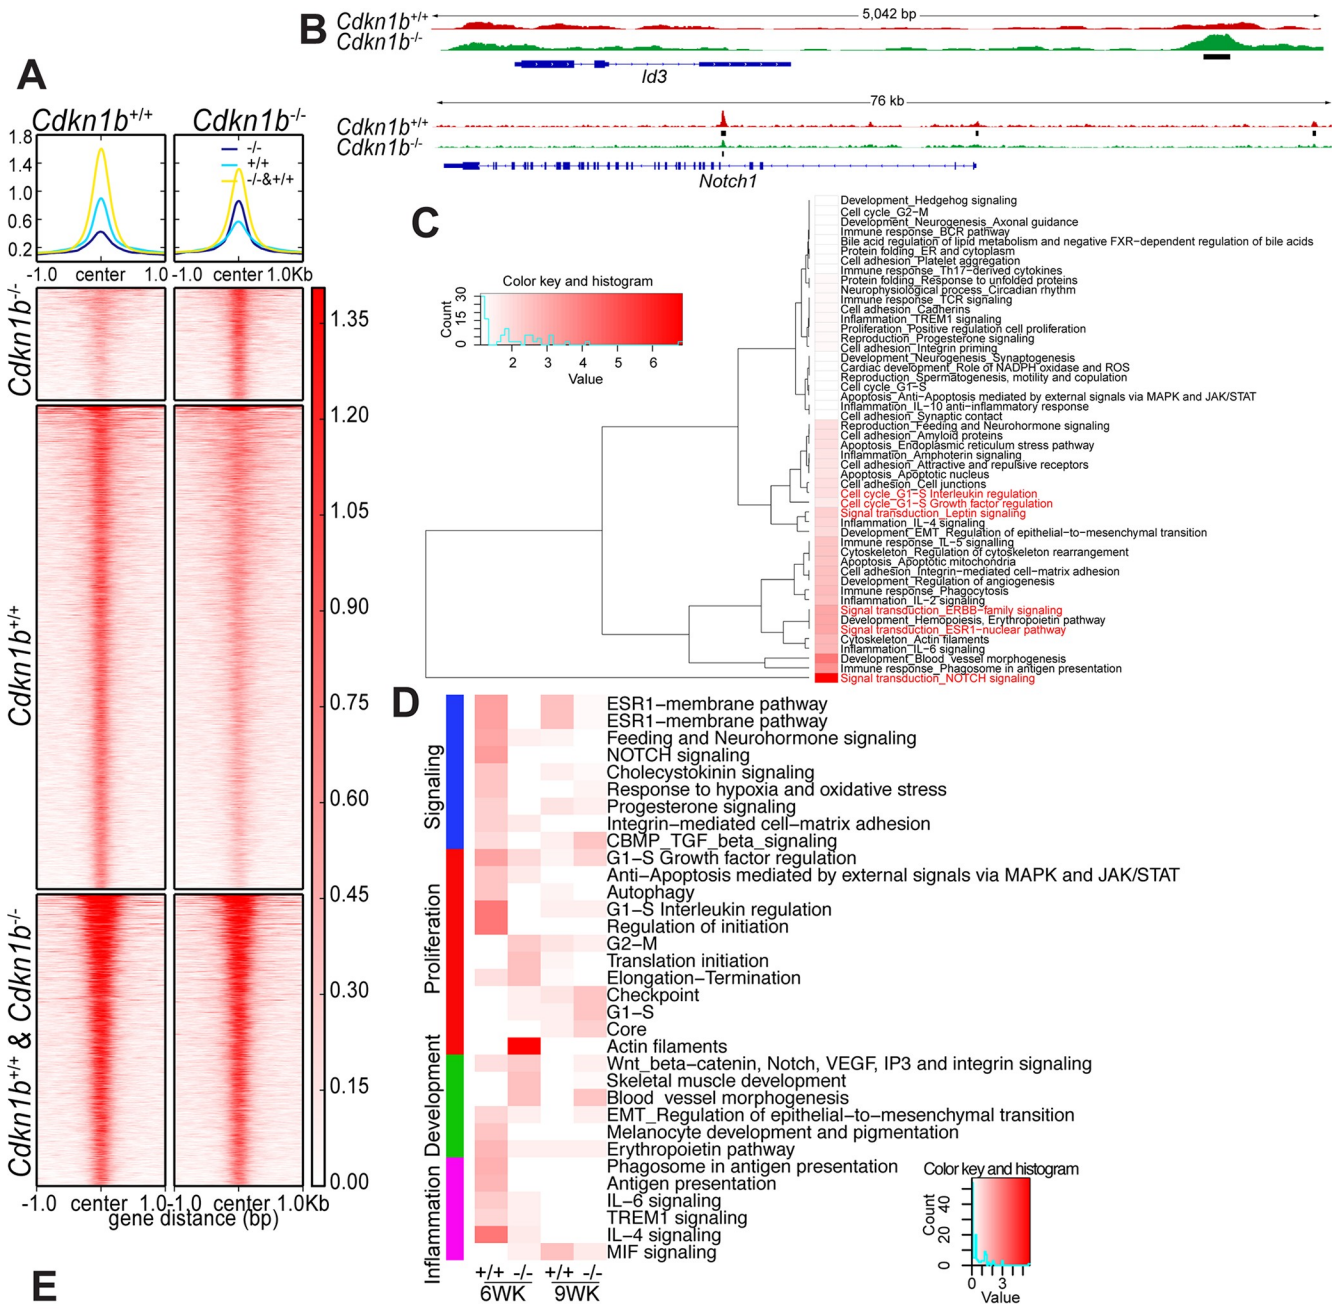 A
Cdkn1b+/+
Cdkn1b-/-
1.8
1.4
1.0
0.6
0.2
-/-
+/+
-/-&+/+
-1.0 center 1.0
-1.0 center 1.0Kb
Cdkn1b-/-
Cdkn1b+/+
Cdkn1b+/+ & Cdkn1b-/-
1.35
1.20
1.05
0.90
0.75
0.60
0.45
0.30
0.15
0.00
-1.0 center 1.0
-1.0 center 1.0Kb
gene distance (bp)
B
5,042 bp
Cdkn1b+/+
Cdkn1b-/-
Id3
76 kb
Cdkn1b+/+
Cdkn1b-/-
Notch1
C
Color key and histogram
Count
0 15 30
2 3 4 5 6
Value
Development_Hedgehog signaling
Cell cycle_G2−M
Development_Neurogenesis_Axonal guidance
Immune response_BCR pathway
Bile acid regulation of lipid metabolism and negative FXR−dependent regulation of bile acids
Protein folding_ER and cytoplasm
Cell adhesion_Platelet aggregation
Immune response_Th17−derived cytokines
Protein folding_Response to unfolded proteins
Neurophysiological process_Circadian rhythm
Immune response_TCR signaling
Cell adhesion_Cadherins
Inflammation_TREM1 signaling
Proliferation_Positive regulation cell proliferation
Reproduction_Progesterone signaling
Cell adhesion_Integrin priming
Development_Neurogenesis_Synaptogenesis
Cardiac development_Role of NADPH oxidase and ROS
Reproduction_Spermatogenesis, motility and copulation
Cell cycle_G1−S
Apoptosis_Anti−Apoptosis mediated by external signals via MAPK and JAK/STAT
Inflammation_IL−10 anti−inflammatory response
Cell adhesion_Synaptic contact
Reproduction_Feeding and Neurohormone signaling
Cell adhesion_Amyloid proteins
Apoptosis_Endoplasmic reticulum stress pathway
Inflammation_Amphoterin signaling
Cell adhesion_Attractive and repulsive receptors
Apoptosis_Apoptotic nucleus
Cell adhesion_Cell junctions
Cell cycle_G1−S Interleukin regulation
Cell cycle_G1−S Growth factor regulation
Signal transduction_Leptin signaling
Inflammation_IL−4 signaling
Development_EMT_Regulation of epithelial−to−mesenchymal transition
Immune response_IL−5 signalling
Cytoskeleton_Regulation of cytoskeleton rearrangement
Apoptosis_Apoptotic mitochondria
Cell adhesion_Integrin−mediated cell−matrix adhesion
Development_Regulation of angiogenesis
Immune response_Phagocytosis
Inflammation_IL−2 signaling
Signal transduction_ERBB−family signaling
Development_Hemopoiesis, Erythropoietin pathway
Signal transduction_ESR1−nuclear pathway
Cytoskeleton_Actin filaments
Inflammation_IL−6 signaling
Development_Blood vessel morphogenesis
Immune response_Phagosome in antigen presentation
Signal transduction_NOTCH signaling
D
Signaling
ESR1−membrane pathway
ESR1−membrane pathway
Feeding and Neurohormone signaling
NOTCH signaling
Cholecystokinin signaling
Response to hypoxia and oxidative stress
Progesterone signaling
Integrin−mediated cell−matrix adhesion
CBMP_TGF_beta_signaling
Proliferation
G1−S Growth factor regulation
Anti−Apoptosis mediated by external signals via MAPK and JAK/STAT
Autophagy
G1−S Interleukin regulation
Regulation of initiation
G2−M
Translation initiation
Elongation−Termination
Checkpoint
G1−S
Core
Actin filaments
Development
Wnt_beta−catenin, Notch, VEGF, IP3 and integrin signaling
Skeletal muscle development
Blood vessel morphogenesis
EMT_Regulation of epithelial−to−mesenchymal transition
Melanocyte development and pigmentation
Erythropoietin pathway
Inflammation
Phagosome in antigen presentation
Antigen presentation
IL−6 signaling
TREM1 signaling
IL−4 signaling
MIF signaling
+/+ -/- +/+ -/-
6WK 9WK
Color key and histogram
Count
0 20 40
0 3
Value
E